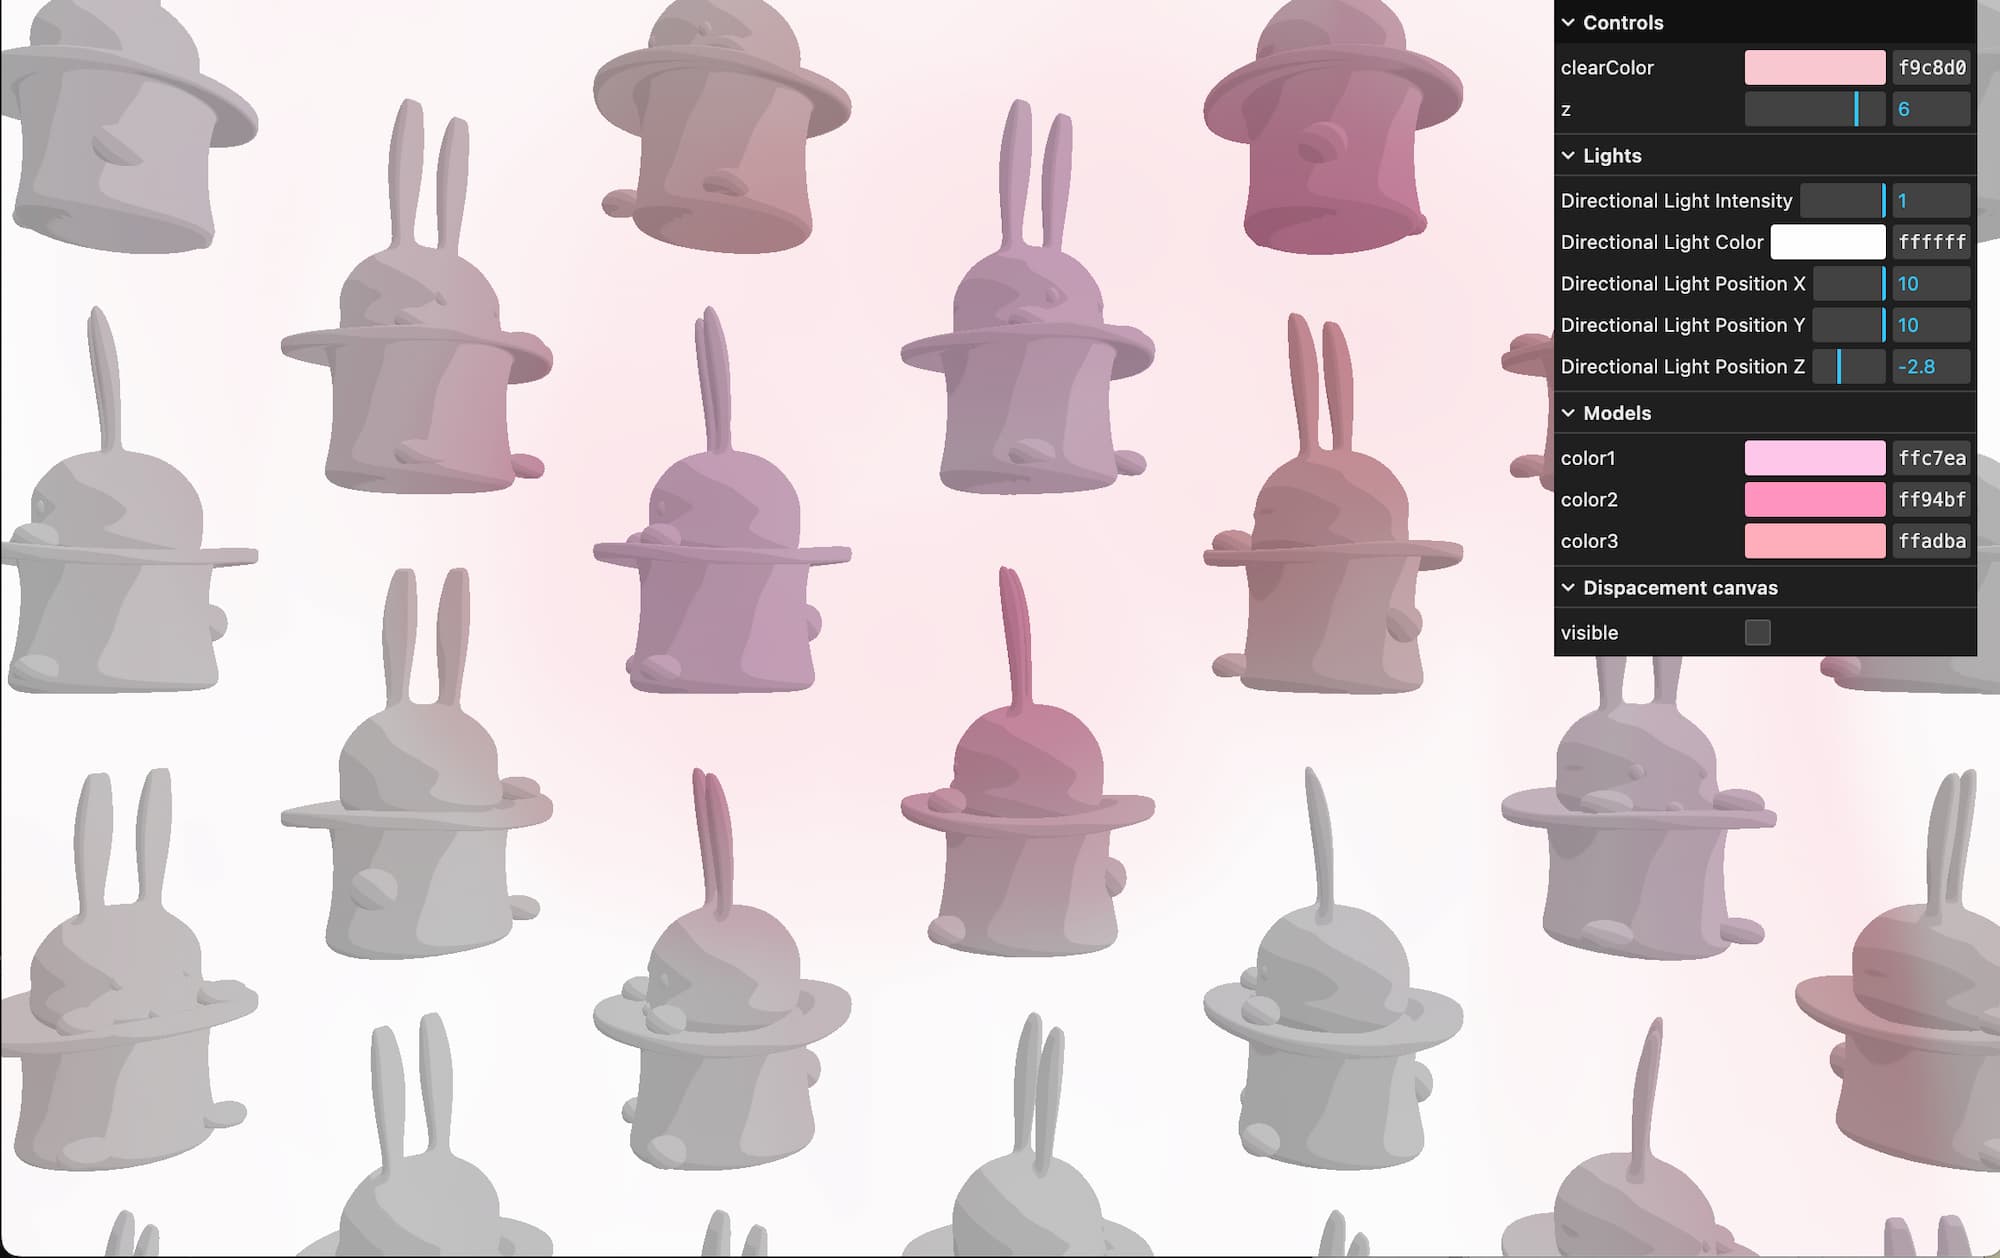 Controls
clearColor f9c8d0
z 6
Lights
Directional Light Intensity 1
Directional Light Color ffffff
Directional Light Position X 10
Directional Light Position Y 10
Directional Light Position Z -2.8
Models
color1 ffc7ea
color2 ff94bf
color3 ffadba
Dispacement canvas
visible